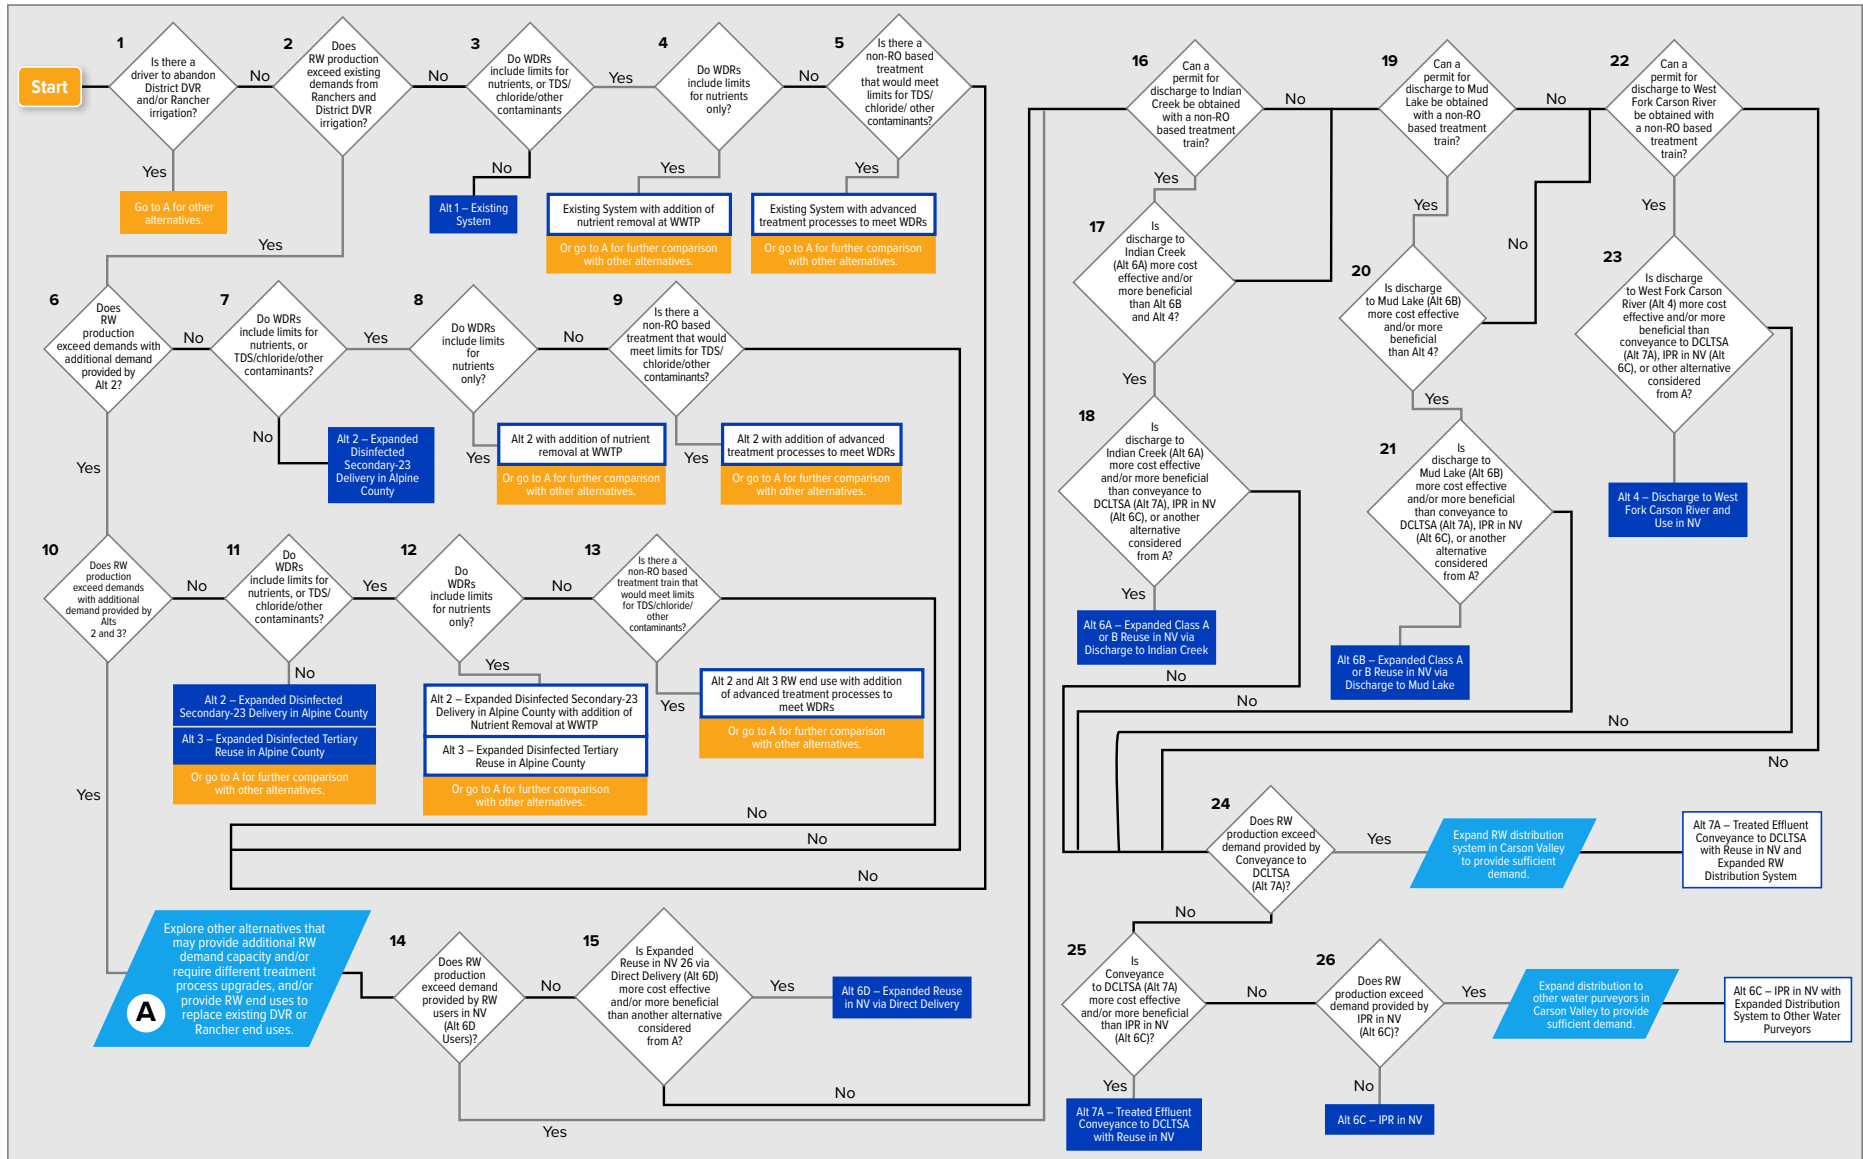 Start
1
Is there a
driver to abandon
District DVR
and/or Rancher
irrigation?
No
Yes
Go to A for other
alternatives.
2
Does
RW production
exceed existing
demands from
Ranchers and
District DVR
irrigation?
No
Yes
3
Do WDRs
include limits for
nutrients, or TDS/
chloride/other
contaminants
Yes
No
Alt 1 – Existing
System
4
Do WDRs
include limits
for nutrients
only?
No
Yes
Existing System with addition of
nutrient removal at WWTP
Or go to A for further comparison
with other alternatives.
5
Is there a
non-RO based
treatment
that would meet
limits for TDS/
chloride/ other
contaminants?
Yes
Existing System with advanced
treatment processes to meet WDRs
Or go to A for further comparison
with other alternatives.
6
Does
RW
production
exceed demands with
additional demand
provided by
Alt 2?
No
Yes
7
Do WDRs
include limits for
nutrients, or
TDS/chloride/other
contaminants?
Yes
No
Alt 2 – Expanded
Disinfected
Secondary-23
Delivery in Alpine
County
8
Do WDRs
include limits
for
nutrients
only?
No
Yes
Alt 2 with addition of nutrient
removal at WWTP
Or go to A for further comparison
with other alternatives.
9
Is there a
non-RO based
treatment that would
meet limits for TDS/
chloride/other
contaminants?
Yes
Alt 2 with addition of advanced
treatment processes to meet WDRs
Or go to A for further comparison
with other alternatives.
10
Does RW
production
exceed demands
with additional
demand provided by
Alts
2 and 3?
No
Yes
11
Do
WDRs
include limits for
nutrients, or TDS/
chloride/other
contaminants?
Yes
No
Alt 2 – Expanded Disinfected
Secondary-23 Delivery in Alpine County
Alt 3 – Expanded Disinfected Tertiary
Reuse in Alpine County
Or go to A for further comparison
with other alternatives.
12
Do
WDRs
include limits
for nutrients
only?
No
Yes
Alt 2 – Expanded Disinfected Secondary-23
Delivery in Alpine County with addition of
Nutrient Removal at WWTP
Alt 3 – Expanded Disinfected Tertiary
Reuse in Alpine County
Or go to A for further comparison
with other alternatives.
13
Is there a
non-RO based
treatment train that
would meet limits
for TDS/chloride/
other
contaminants?
Yes
Alt 2 and Alt 3 RW end use with addition
of advanced treatment processes to
meet WDRs
Or go to A for further comparison
with other alternatives.
No
No
No
Explore other alternatives that
may provide additional RW
demand capacity and/or
require different treatment
process upgrades, and/or
provide RW end uses to
replace existing DVR or
Rancher end uses.
A
14
Does RW
production
exceed demand
provided by RW
users in NV
(Alt 6D
Users)?
No
Yes
15
Is Expanded
Reuse in NV 26 via
Direct Delivery (Alt 6D)
more cost effective
and/or more beneficial
than another alternative
considered
from A?
Yes
No
Alt 6D – Expanded Reuse
in NV via Direct Delivery
16
Can a
permit for
discharge to Indian
Creek be obtained
with a non-RO
based treatment
train?
No
Yes
17
Is
discharge to
Indian Creek
(Alt 6A) more cost
effective and/or
more beneficial
than Alt 6B
and Alt 4?
Yes
18
Is
discharge to
Indian Creek (Alt 6A)
more cost effective
and/or more beneficial
than conveyance to
DCLTSA (Alt 7A), IPR in NV
(Alt 6C), or another
alternative
considered
from A?
Yes
Alt 6A – Expanded Class A
or B Reuse in NV via
Discharge to Indian Creek
No
19
Can a
permit for
discharge to Mud
Lake be obtained
with a non-RO
based treatment
train?
No
Yes
20
Is discharge
to Mud Lake (Alt 6B)
more cost effective
and/or more
beneficial
than Alt 4?
No
Yes
21
Is
discharge to
Mud Lake (Alt 6B)
more cost effective
and/or more beneficial
than conveyance to
DCLTSA (Alt 7A), IPR in NV
(Alt 6C), or another
alternative
considered
from A?
Alt 6B – Expanded Class A
or B Reuse in NV via
Discharge to Mud Lake
No
22
Can a
permit for
discharge to West
Fork Carson River
be obtained with
a non-RO based
treatment
train?
Yes
23
Is discharge
to West Fork Carson
River (Alt 4) more cost
effective and/or more
beneficial than
conveyance to DCLTSA
(Alt 7A), IPR in NV (Alt
6C), or other alternative
considered
from A?
Alt 4 – Discharge to West
Fork Carson River and
Use in NV
No
No
24
Does RW
production exceed
demand provided by
Conveyance to
DCLTSA
(Alt 7A)?
Yes
Expand RW distribution
system in Carson Valley
to provide sufficient
demand.
Alt 7A – Treated Effluent
Conveyance to DCLTSA
with Reuse in NV and
Expanded RW
Distribution System
No
25
Is
Conveyance
to DCLTSA (Alt 7A)
more cost effective
and/or more beneficial
than IPR in NV
(Alt 6C)?
No
Yes
Alt 7A – Treated Effluent
Conveyance to DCLTSA
with Reuse in NV
26
Does RW
production exceed
demand provided by
IPR in NV
(Alt 6C)?
Yes
No
Alt 6C – IPR in NV
Expand distribution to
other water purveyors in
Carson Valley to provide
sufficient demand.
Alt 6C – IPR in NV with
Expanded Distribution
System to Other Water
Purveyors